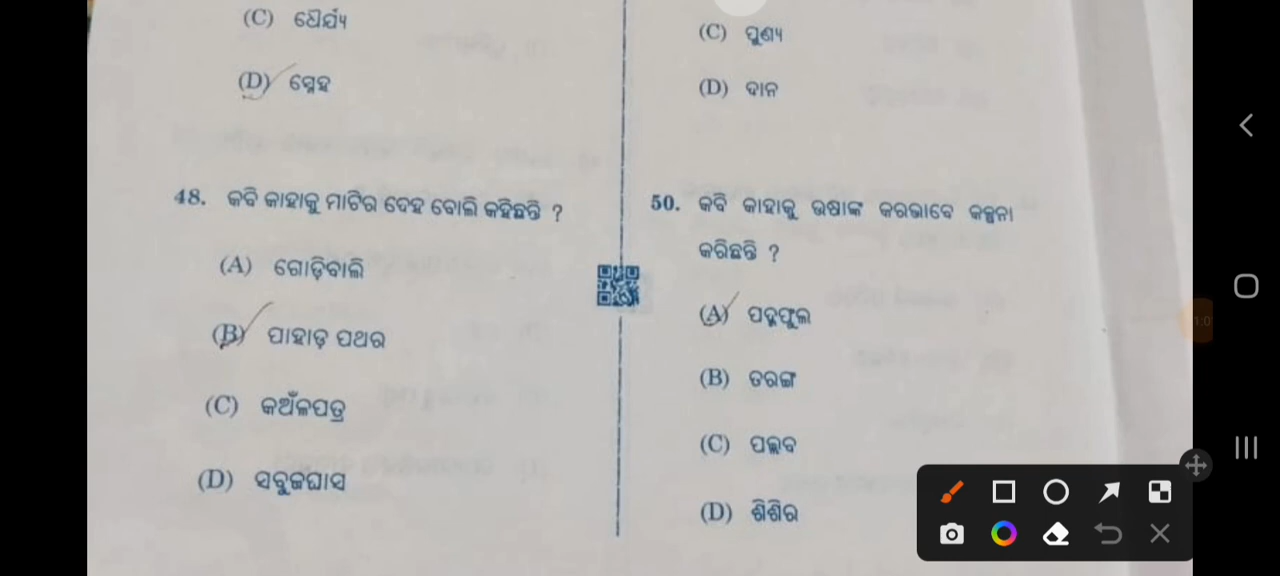 (C) ଧୈର୍ଯ୍ୟ
(D) ସ୍ନେହ
48. କବି କାହାକୁ ମାଟିର ଦେହ ବୋଲି କହିଛନ୍ତି ?
(A) ଗୋଡ଼ିବାଲି
(B) ପାହାଡ଼ ପଥର
(C) କଅଁଳପତ୍ର
(D) ସବୁଜଘାସ
(C) ପୁଣ୍ୟ
(D) ଦାନ
50. କବି କାହାକୁ ଉଷାଙ୍କ କରଭାବେ କଳ୍ପନା
କରିଛନ୍ତି ?
(A) ପଦ୍ମଫୁଲ
(B) ତରଙ୍ଗ
(C) ପଲ୍ଲବ
(D) ଶିଶିର